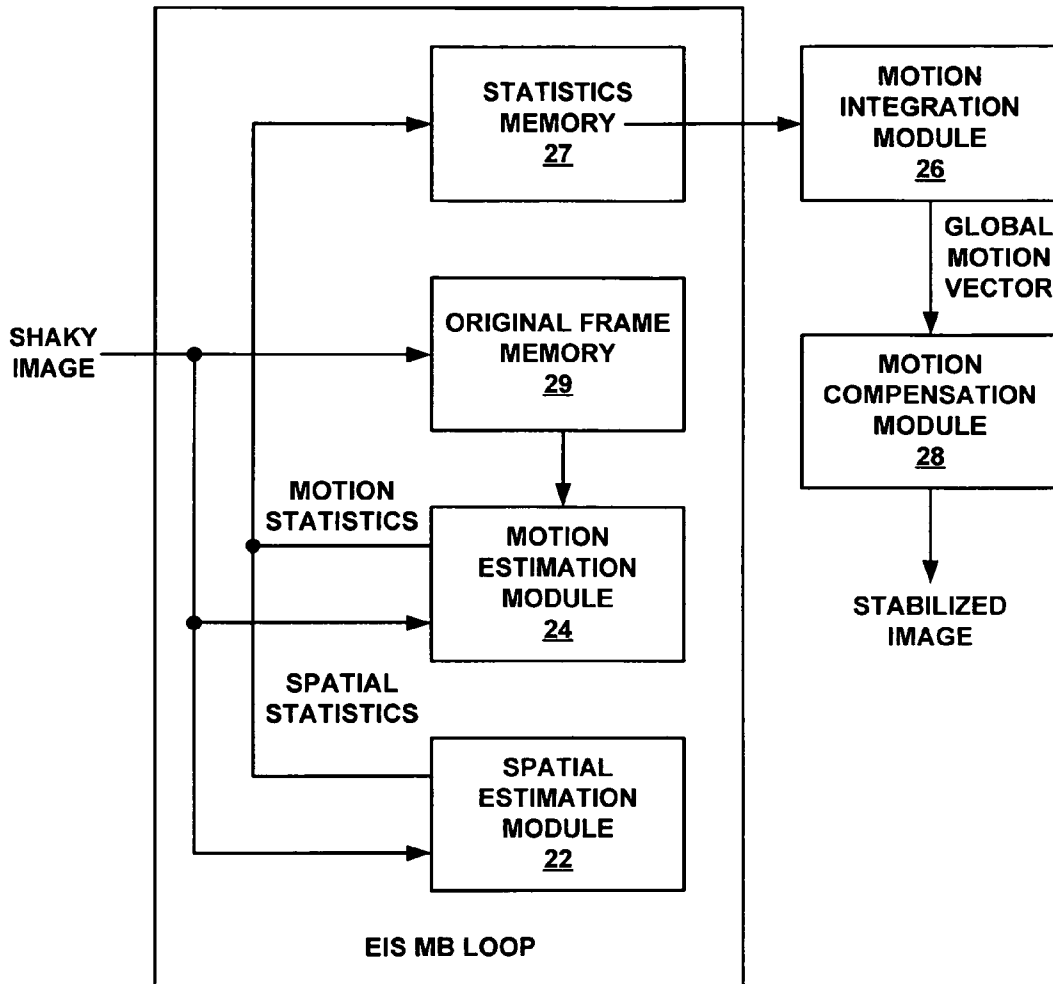 STATISTICS
MEMORY
27
MOTION
INTEGRATION
MODULE
26
GLOBAL
MOTION
VECTOR
SHAKY
IMAGE
ORIGINAL FRAME
MEMORY
29
MOTION
COMPENSATION
MODULE
28
MOTION
STATISTICS
MOTION
ESTIMATION
MODULE
24
STABILIZED
IMAGE
SPATIAL
STATISTICS
SPATIAL
ESTIMATION
MODULE
22
EIS MB LOOP